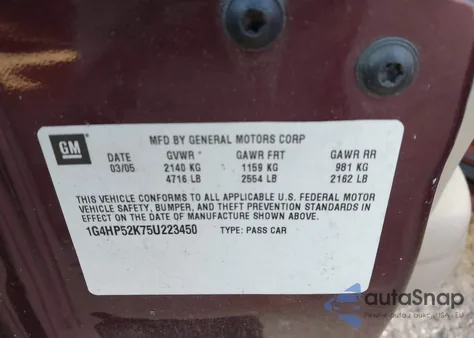 GM
MFD BY GENERAL MOTORS CORP
DATE GVWR GAWR FRT GAWR RR
03/05 2140 KG 1159 KG 981 KG
4716 LB 2554 LB 2162 LB
THIS VEHICLE CONFORMS TO ALL APPLICABLE U.S. FEDERAL MOTOR
VEHICLE SAFETY, BUMPER, AND THEFT PREVENTION STANDARDS IN
EFFECT ON THE DATE OF MANUFACTURE SHOWN ABOVE.
1G4HP52K75U223450 TYPE: PASS CAR
autoSnap